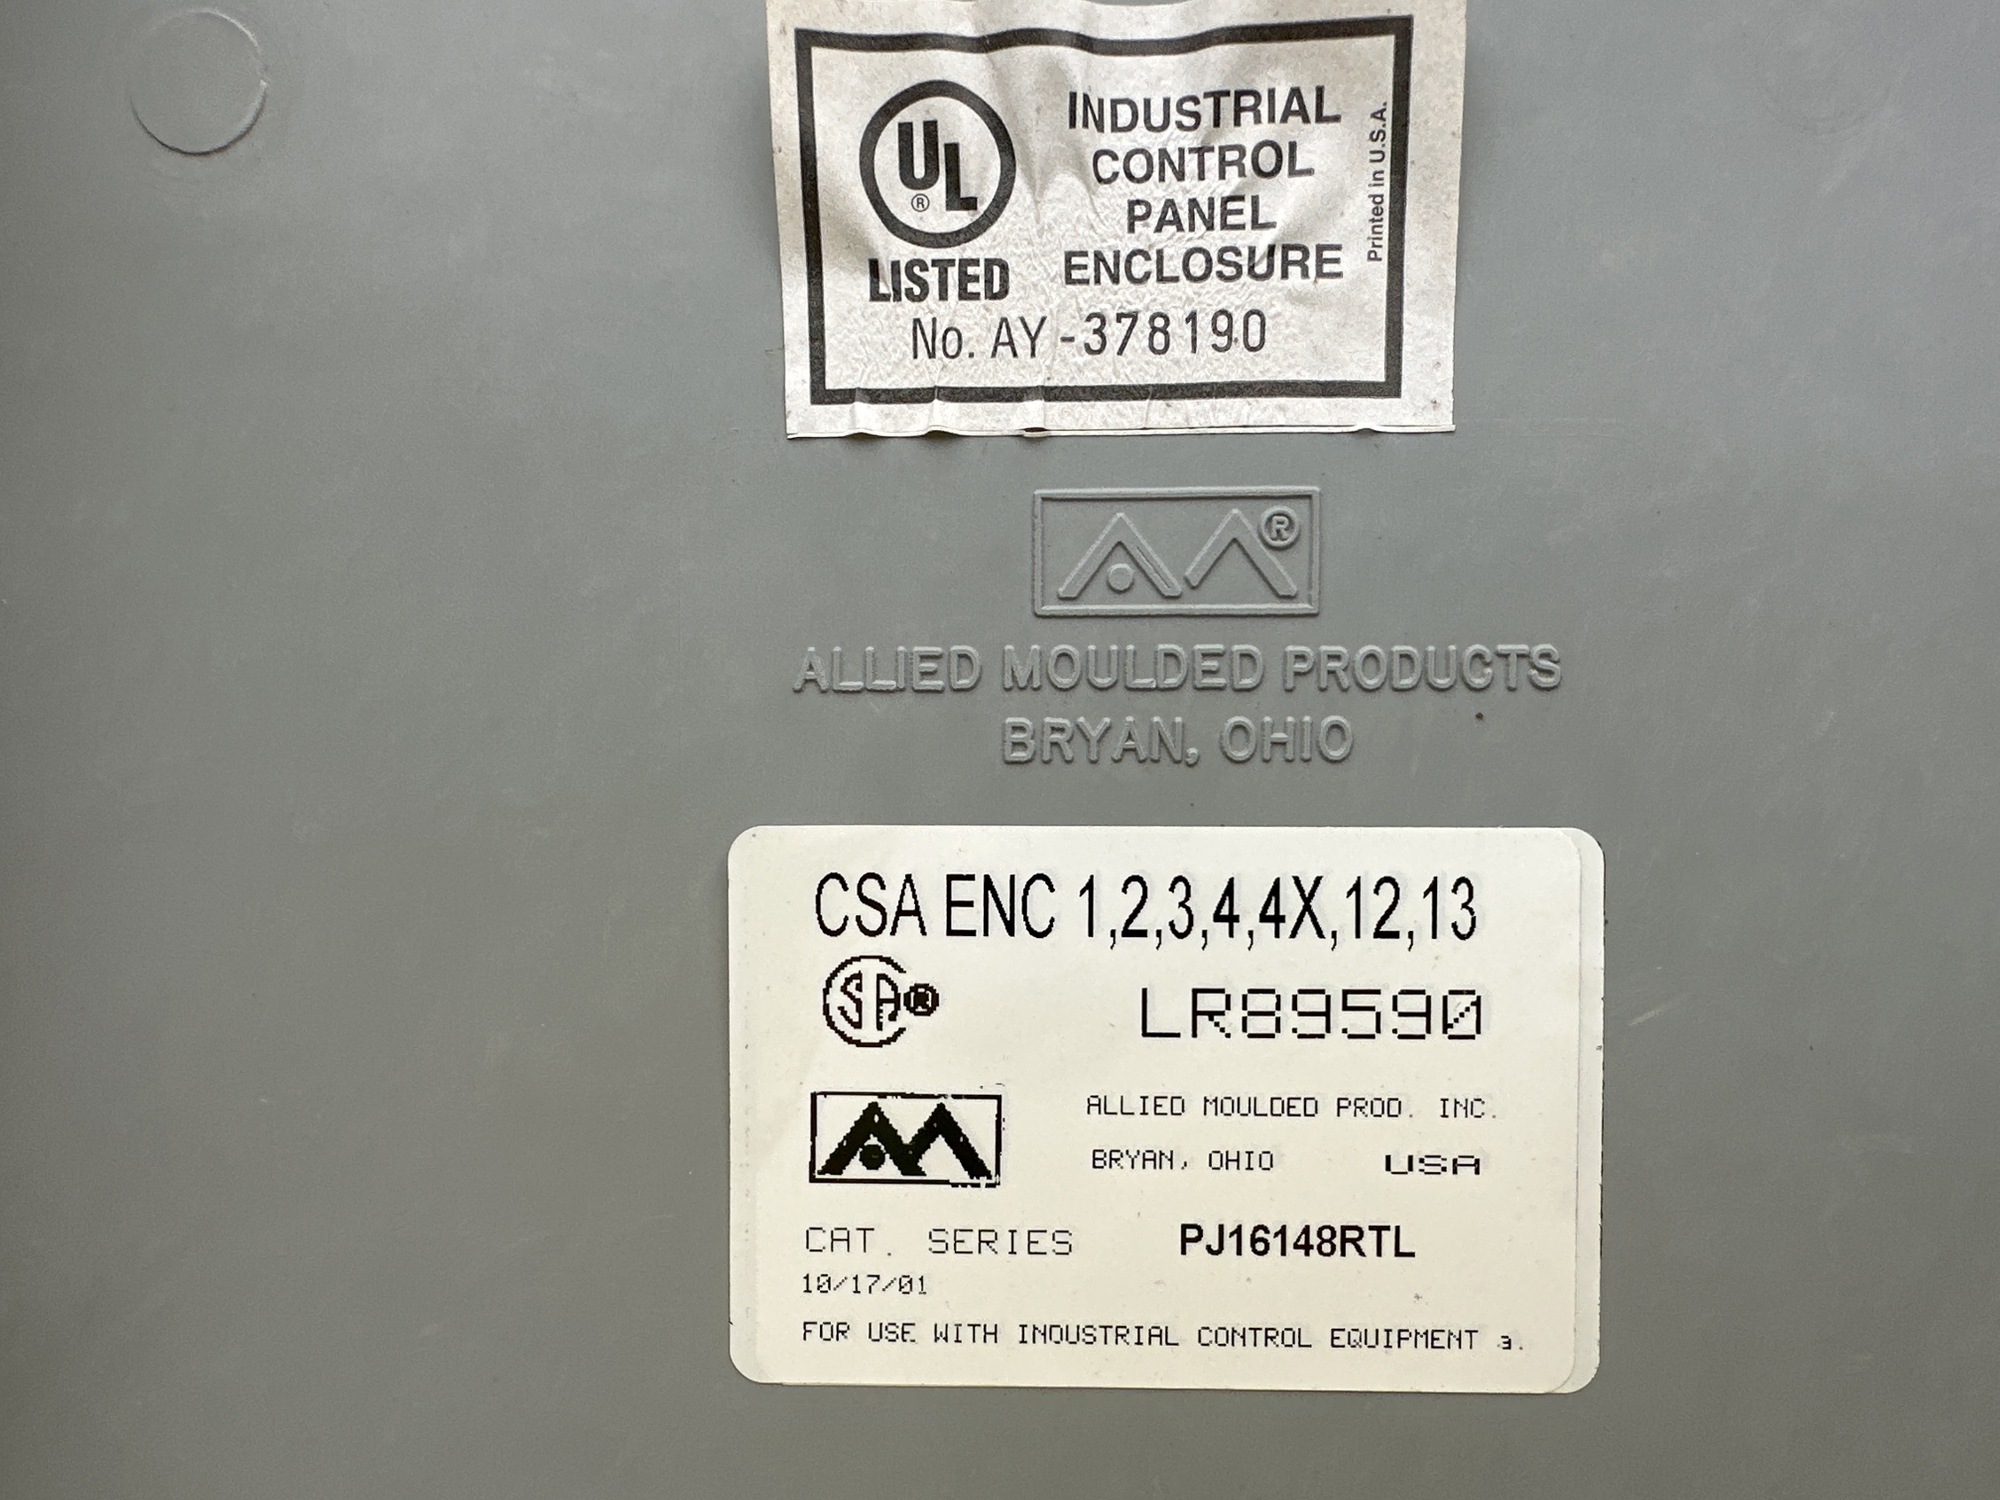 UL
®
LISTED
INDUSTRIAL
CONTROL
PANEL
ENCLOSURE
Printed in U.S.A.
No. AY-378190
®
ALLIED MOULDED PRODUCTS
BRYAN, OHIO
CSA ENC 1,2,3,4,4X,12,13
SA®
LR89590
ALLIED MOULDED PROD. INC.
BRYAN, OHIO USA
CAT. SERIES PJ16148RTL
10/17/01
FOR USE WITH INDUSTRIAL CONTROL EQUIPMENT 3.